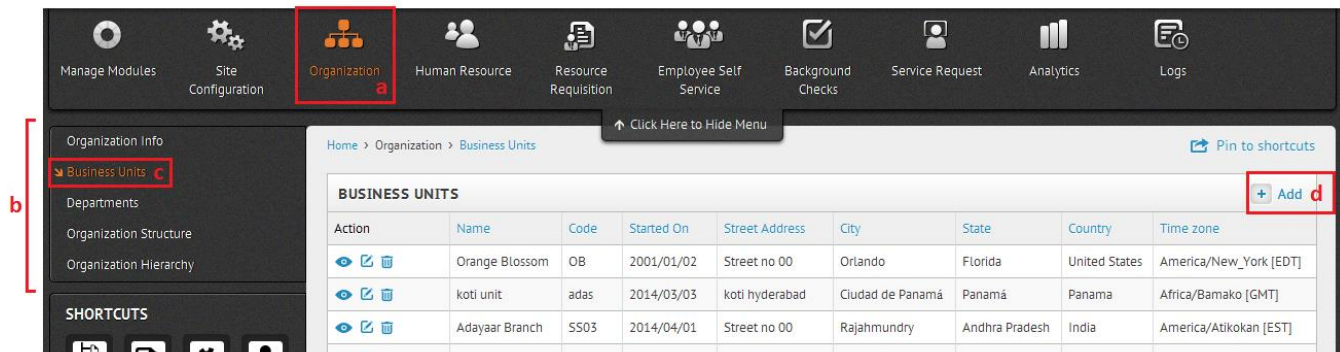 Manage Modules
Site Configuration
Organization
a
Human Resource
Resource Requisition
Employee Self Service
Background Checks
Service Request
Analytics
Logs
↑ Click Here to Hide Menu
b
Organization Info
Business Units c
Departments
Organization Structure
Organization Hierarchy
SHORTCUTS
Home > Organization > Business Units
Pin to shortcuts
BUSINESS UNITS
+ Add d
Action Name Code Started On Street Address City State Country Time zone
Orange Blossom OB 2001/01/02 Street no 00 Orlando Florida United States America/New_York [EDT]
koti unit adas 2014/03/03 koti hyderabad Ciudad de Panamá Panamá Panama Africa/Bamako [GMT]
Adayaar Branch SS03 2014/04/01 Street no 00 Rajahmundry Andhra Pradesh India America/Atikokan [EST]